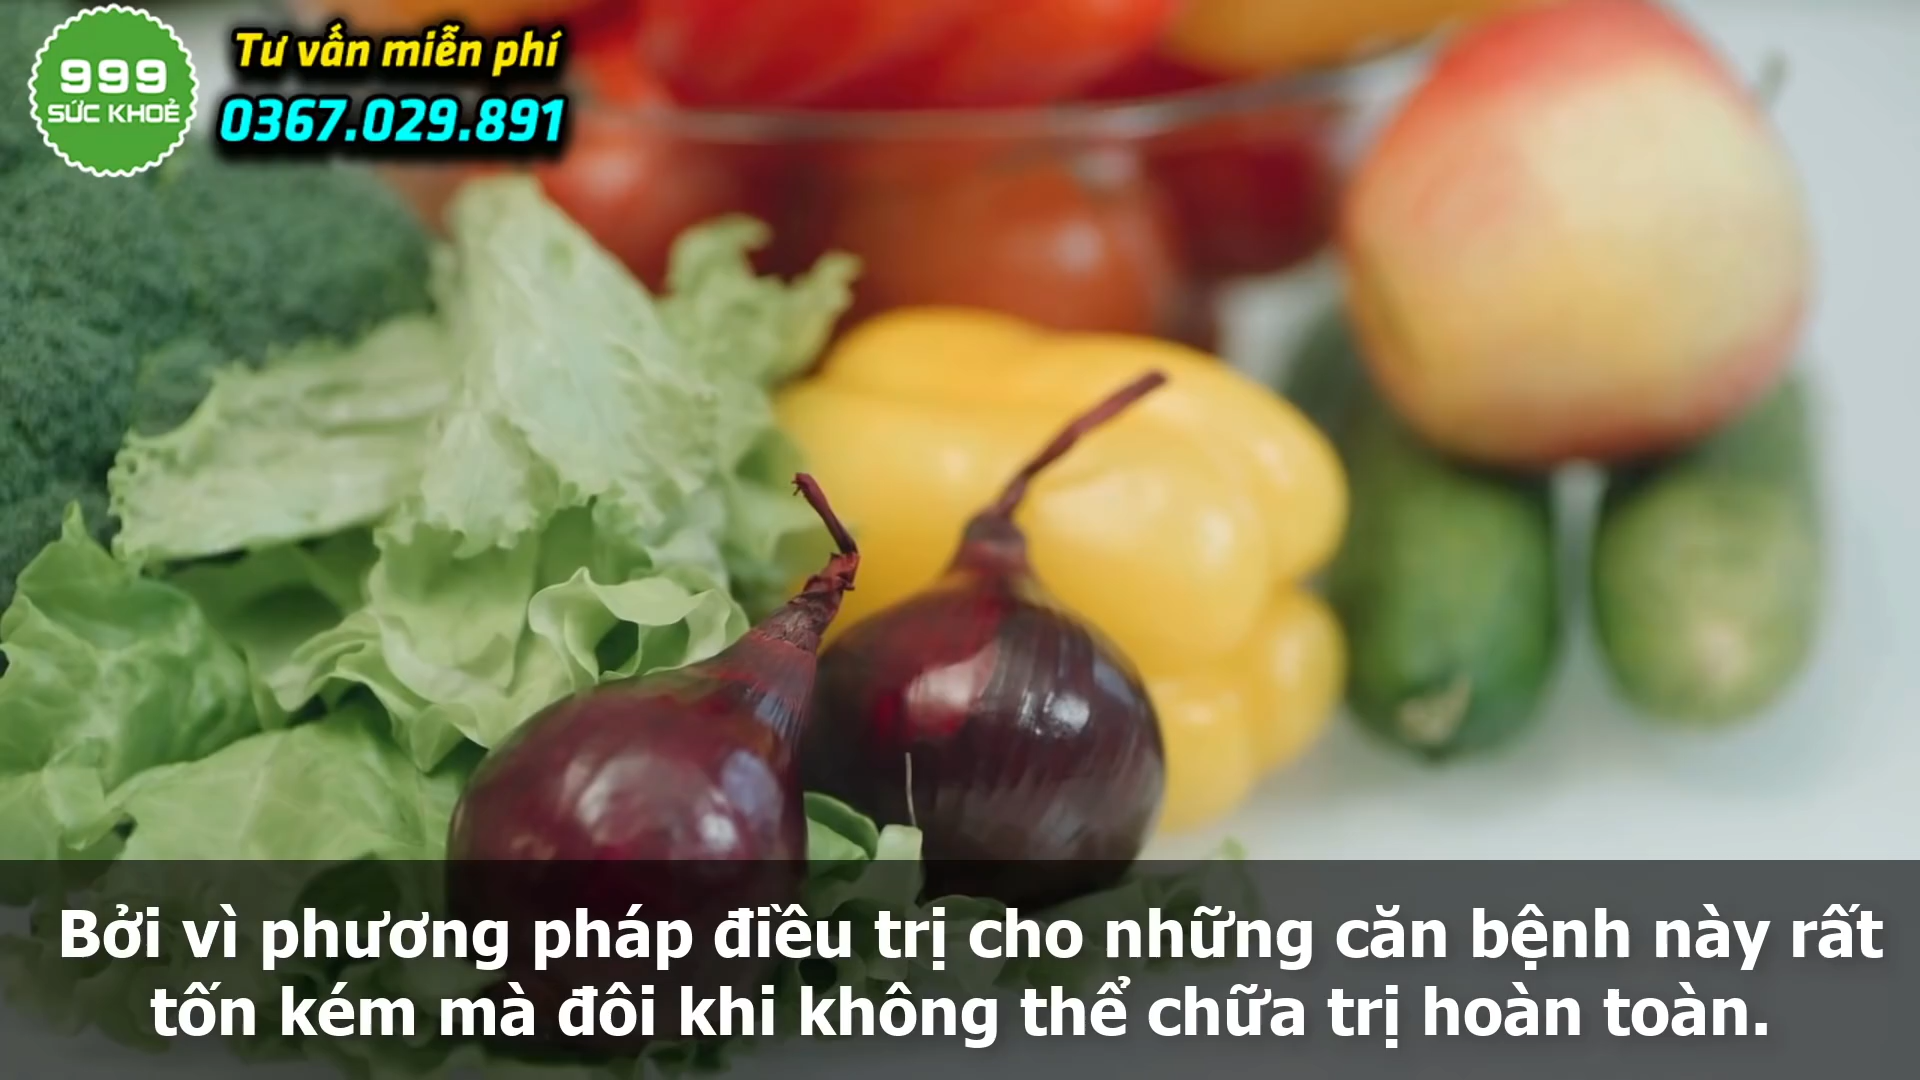 999
SỨC KHOẺ
Tư vấn miễn phí
0367.029.891
Bởi vì phương pháp điều trị cho những căn bệnh này rất
tốn kém mà đôi khi không thể chữa trị hoàn toàn.